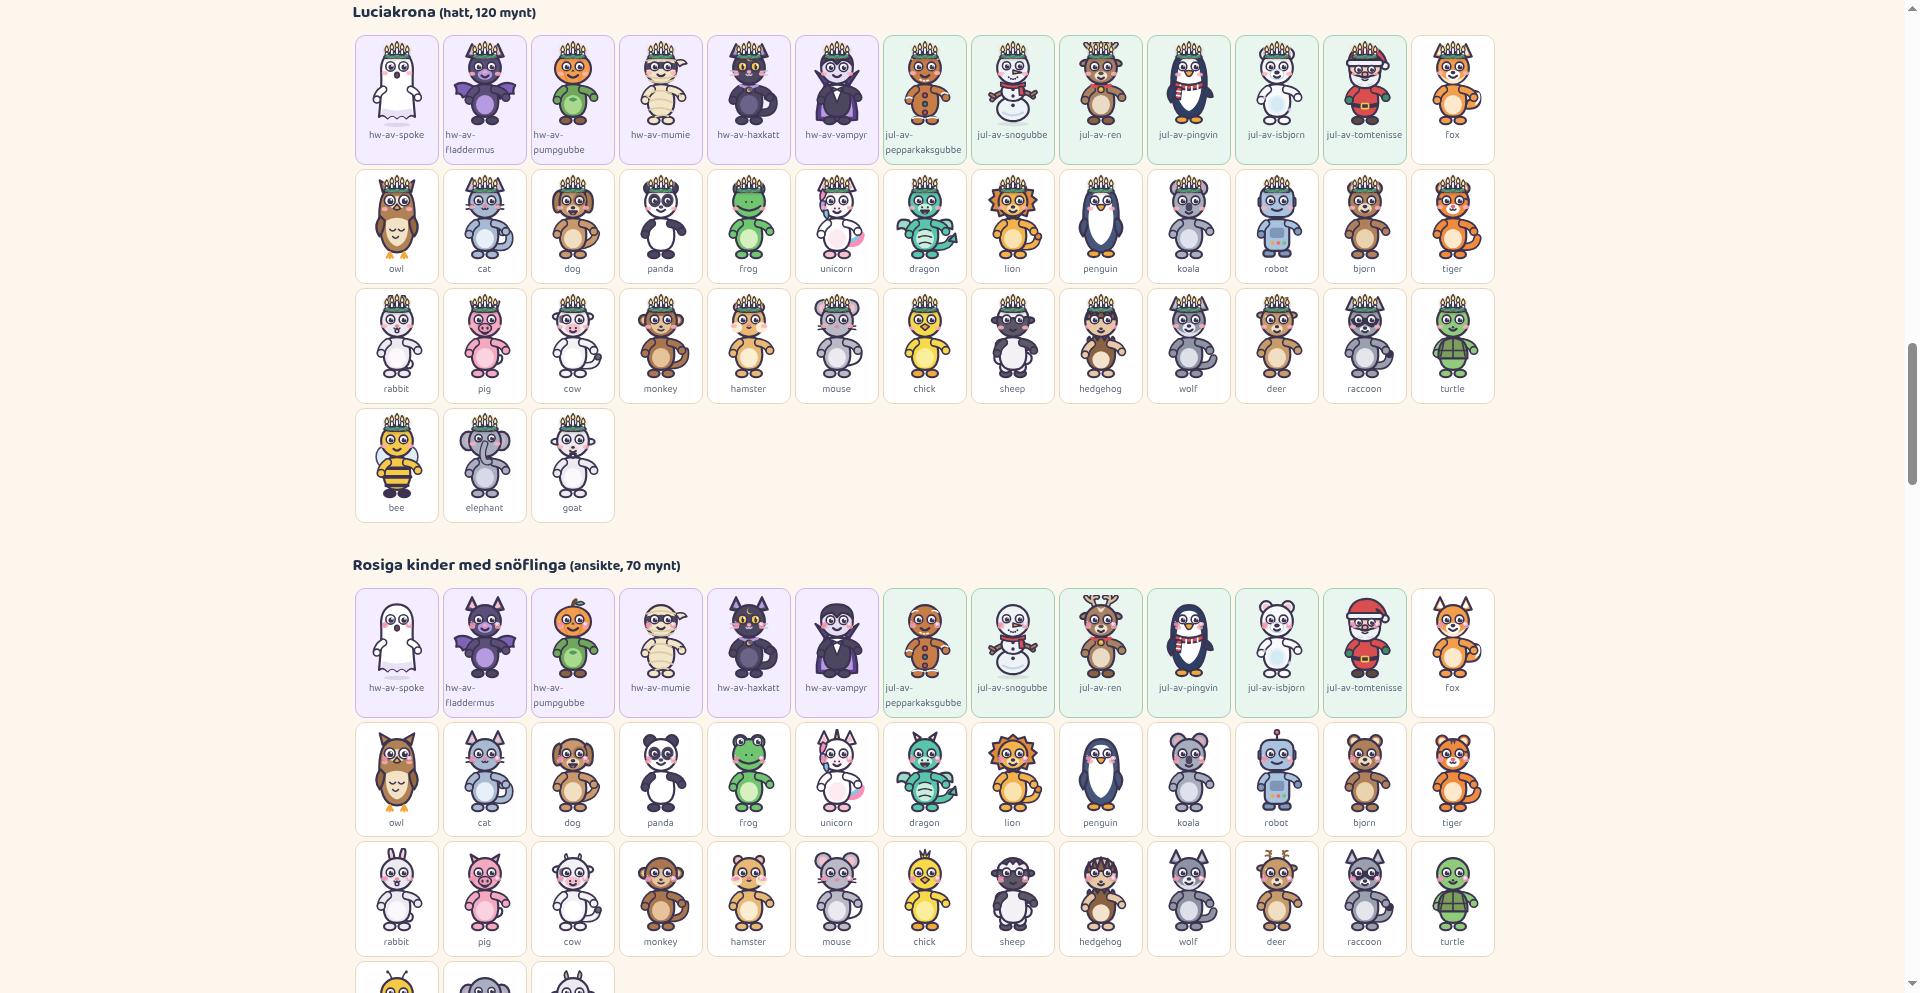 Luciakrona (hatt, 120 mynt)
hw-av-spoke
hw-av-
fladdermus
hw-av-
pumpgubbe
hw-av-mumie
hw-av-haxkatt
hw-av-vampyr
jul-av-
pepparkaksgubbe
jul-av-snogubbe
jul-av-ren
jul-av-pingvin
jul-av-isbjorn
jul-av-tomtenisse
fox
owl
cat
dog
panda
frog
unicorn
dragon
lion
penguin
koala
robot
bjorn
tiger
rabbit
pig
cow
monkey
hamster
mouse
chick
sheep
hedgehog
wolf
deer
raccoon
turtle
bee
elephant
goat
Rosiga kinder med snöflinga (ansikte, 70 mynt)
hw-av-spoke
hw-av-
fladdermus
hw-av-
pumpgubbe
hw-av-mumie
hw-av-haxkatt
hw-av-vampyr
jul-av-
pepparkaksgubbe
jul-av-snogubbe
jul-av-ren
jul-av-pingvin
jul-av-isbjorn
jul-av-tomtenisse
fox
owl
cat
dog
panda
frog
unicorn
dragon
lion
penguin
koala
robot
bjorn
tiger
rabbit
pig
cow
monkey
hamster
mouse
chick
sheep
hedgehog
wolf
deer
raccoon
turtle